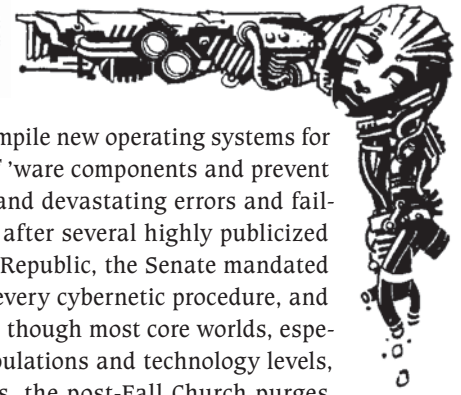 mpile new operating systems for
’ware components and prevent
and devastating errors and fail-
after several highly publicized
Republic, the Senate mandated
every cybernetic procedure, and
though most core worlds, espe-
pulations and technology levels,
s, the post-Fall Church purges